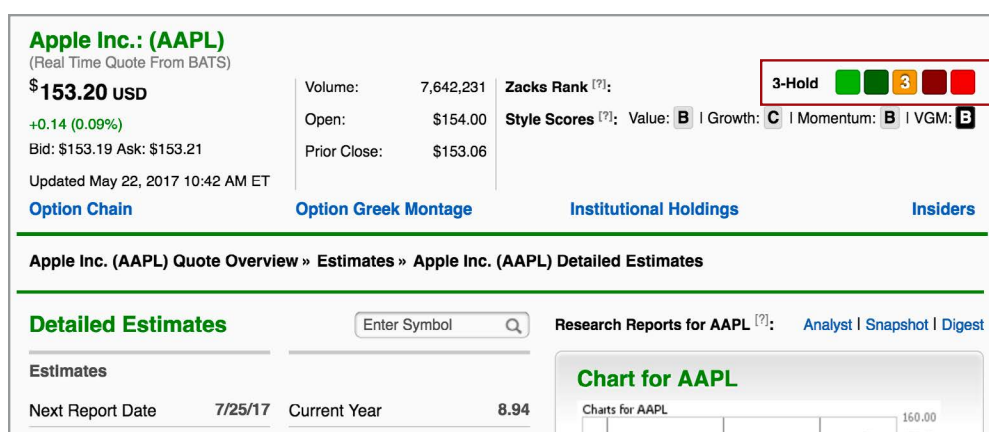 Apple Inc.: (AAPL)
(Real Time Quote From BATS)
$153.20 USD
+0.14 (0.09%)
Bid: $153.19 Ask: $153.21
Updated May 22, 2017 10:42 AM ET
Volume: 7,642,231
Open: $154.00
Prior Close: $153.06
Zacks Rank [?]: 3-Hold 3
Style Scores [?]: Value: B | Growth: C | Momentum: B | VGM: B
Option Chain Option Greek Montage Institutional Holdings Insiders
Apple Inc. (AAPL) Quote Overview » Estimates » Apple Inc. (AAPL) Detailed Estimates
Detailed Estimates
Enter Symbol
Estimates
Next Report Date 7/25/17
Current Year 8.94
Research Reports for AAPL [?]: Analyst | Snapshot | Digest
Chart for AAPL
Charts for AAPL
160.00